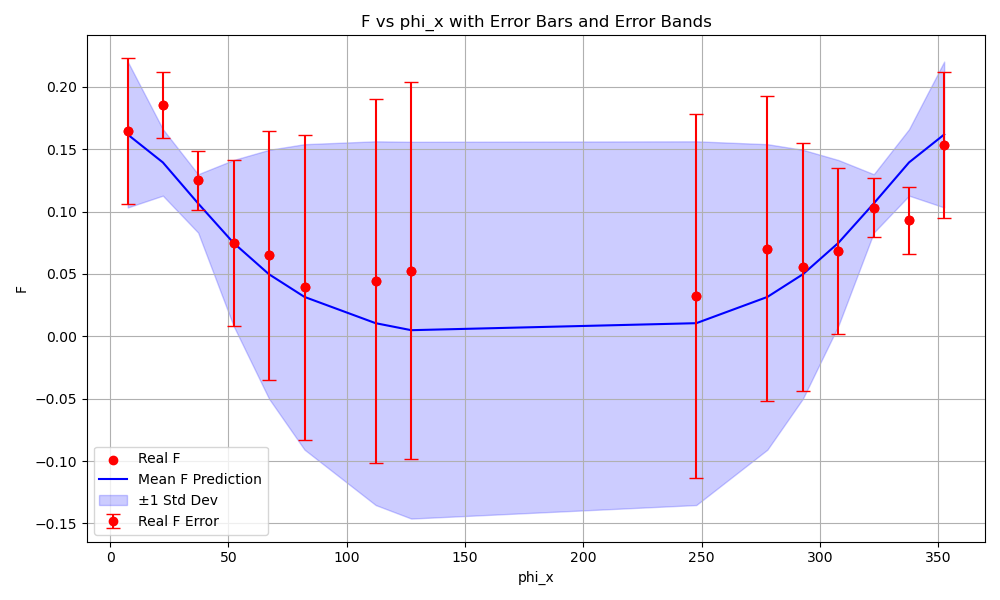 F vs phi_x with Error Bars and Error Bands
F
0.20
0.15
0.10
0.05
0.00
−0.05
−0.10
−0.15
Real F
Mean F Prediction
±1 Std Dev
Real F Error
0 50 100 150 200 250 300 350
phi_x